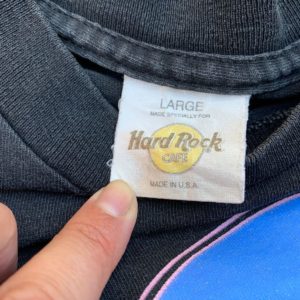 LARGE
MADE SPECIALLY FOR
Hard Rock
CAFE
MADE IN U.S.A.